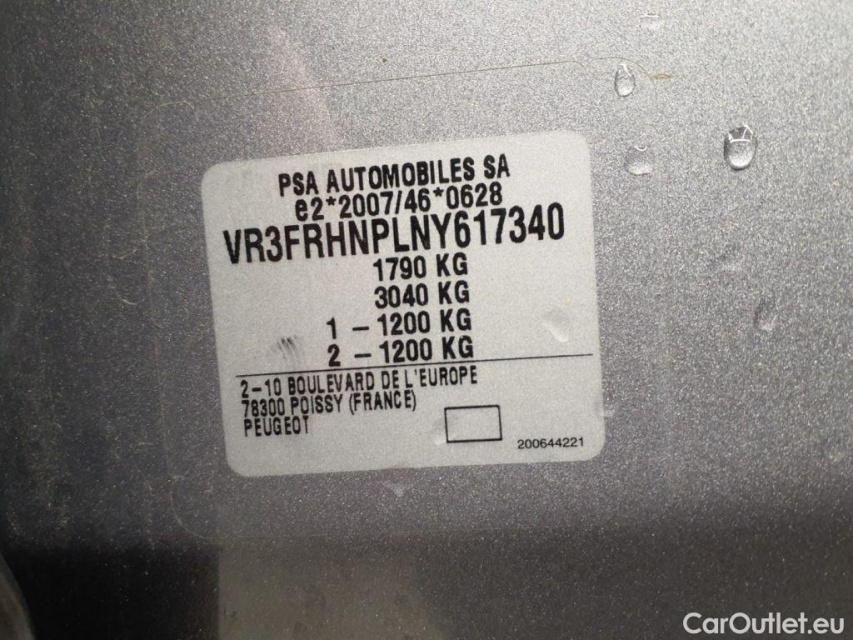 PSA AUTOMOBILES SA
e2*2007/46*0628
VR3FRHNPLNY617340
1790 KG
3040 KG
1 - 1200 KG
2 - 1200 KG
2-10 BOULEVARD DE L'EUROPE
78300 POISSY (FRANCE)
PEUGEOT
200644221
CarOutlet.eu